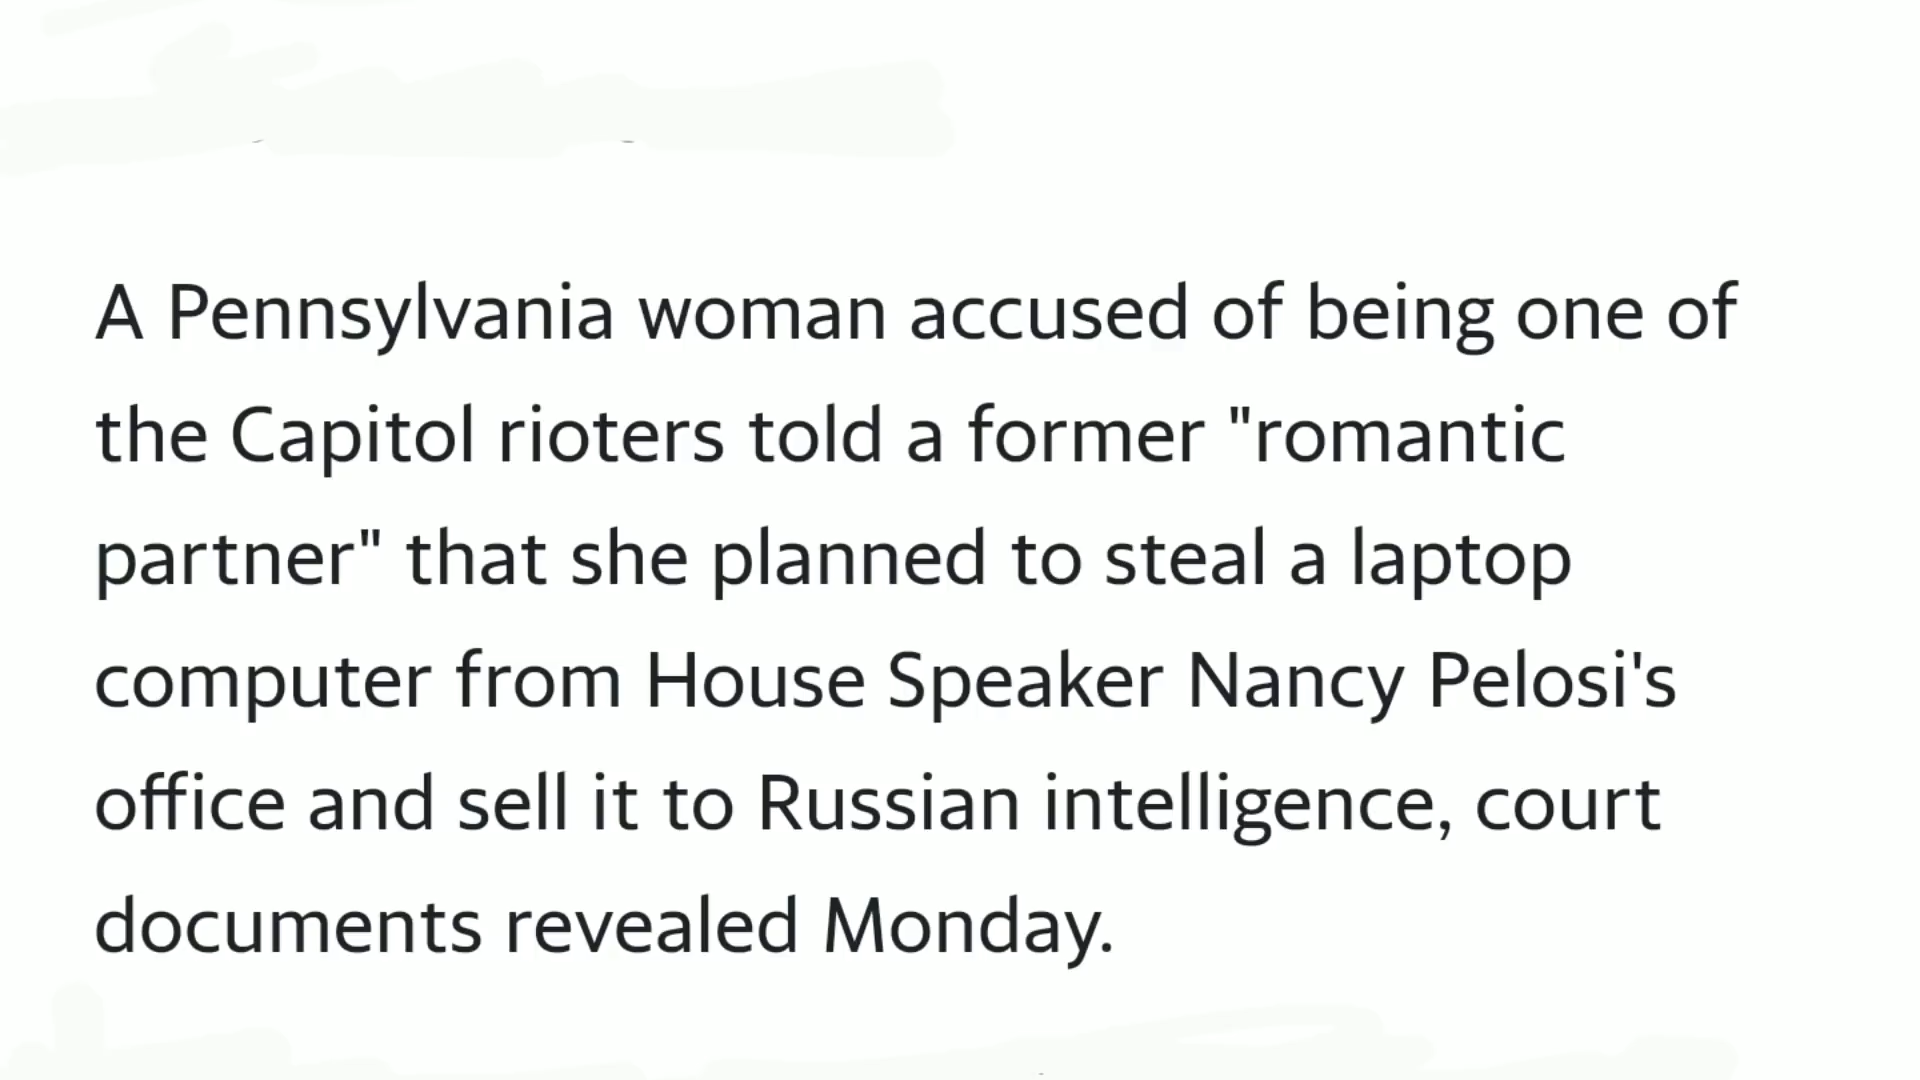 A Pennsylvania woman accused of being one of
the Capitol rioters told a former "romantic
partner" that she planned to steal a laptop
computer from House Speaker Nancy Pelosi's
office and sell it to Russian intelligence, court
documents revealed Monday.